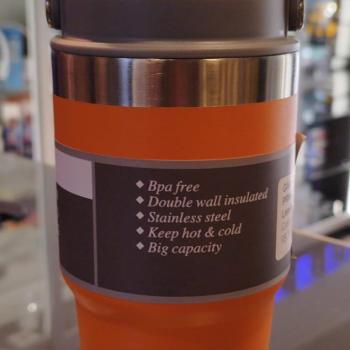 ◆ Bpa free
◆ Double wall insulated
◆ Stainless steel
◆ Keep hot & cold
◆ Big capacity